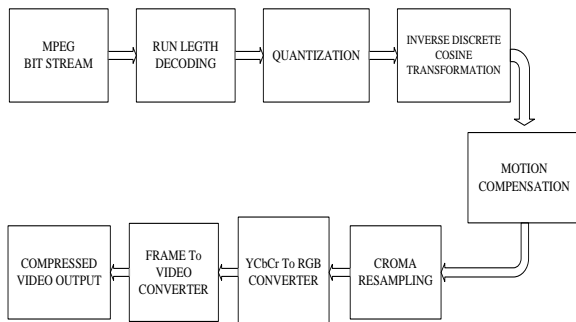 MPEG
BIT STREAM
RUN LEGTH
DECODING
QUANTIZATION
INVERSE DISCRETE
COSINE
TRANSFORMATION
MOTION
COMPENSATION
CROMA
RESAMPLING
YCbCr To RGB
CONVERTER
FRAME To
VIDEO
CONVERTER
COMPRESSED
VIDEO OUTPUT